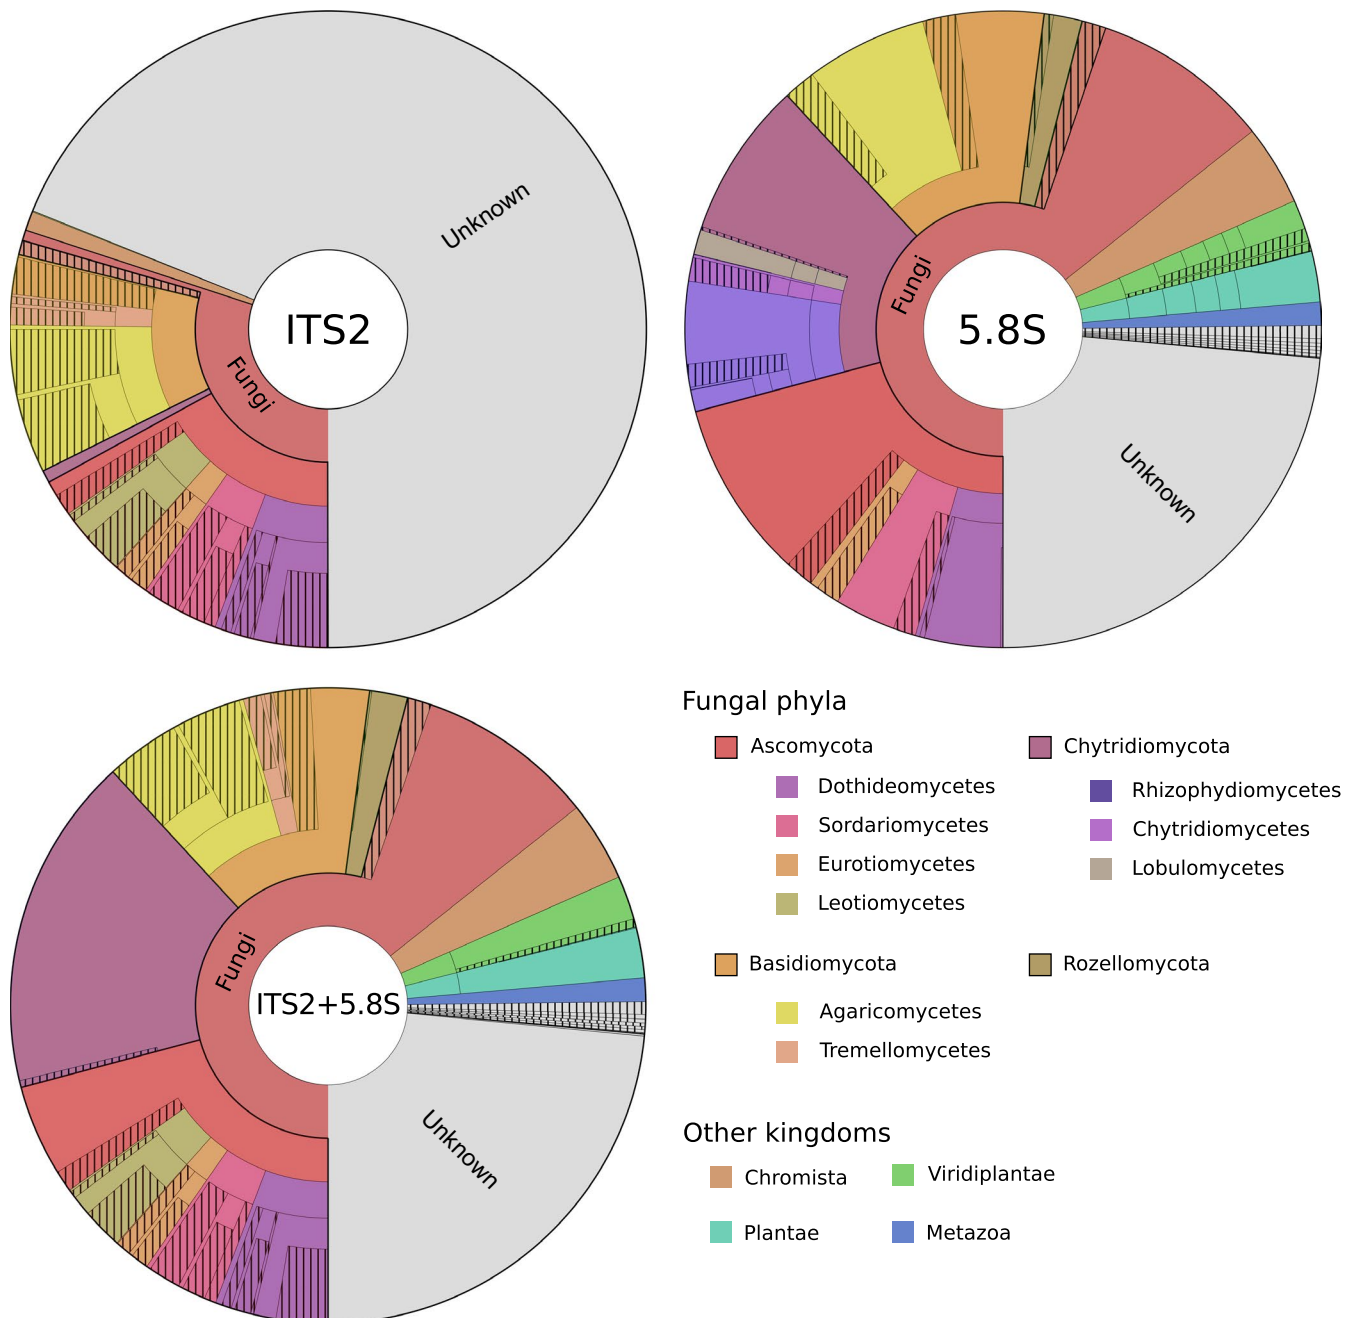 Unknown
ITS2
Fungi
Fungi
5.8S
Unknown
Fungi
ITS2+5.8S
Unknown
Fungal phyla
Ascomycota
Dothideomycetes
Sordariomycetes
Eurotiomycetes
Leotiomycetes
Chytridiomycota
Rhizophydiomycetes
Chytridiomycetes
Lobulomycetes
Basidiomycota
Agaricomycetes
Tremellomycetes
Rozellomycota
Other kingdoms
Chromista
Viridiplantae
Plantae
Metazoa